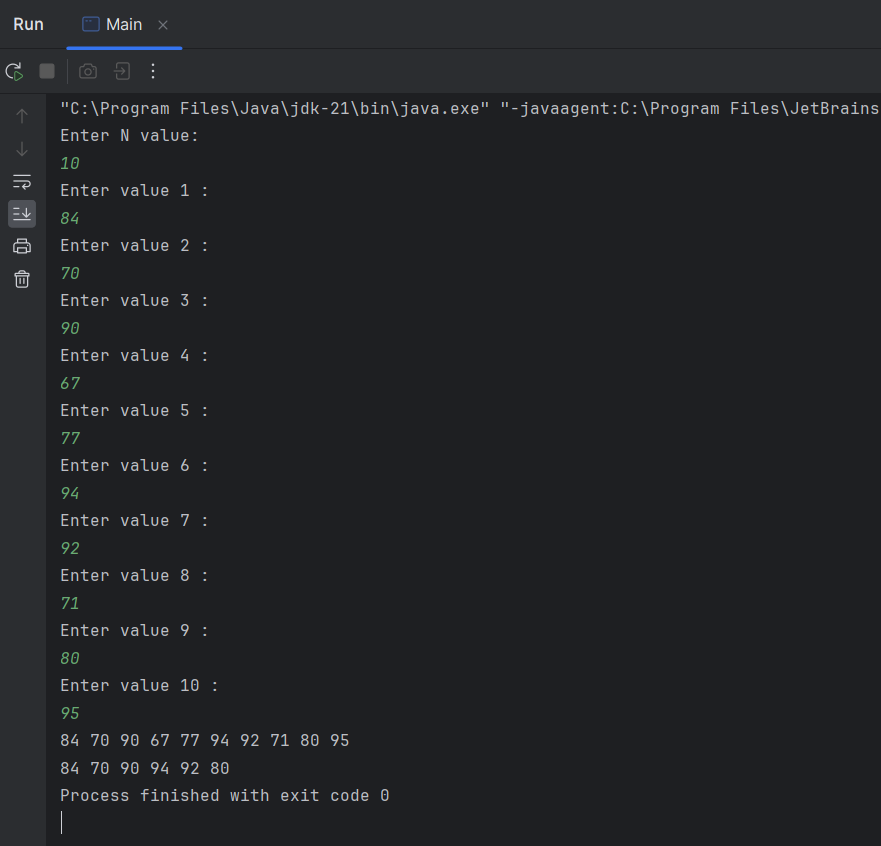 Run Main
"C:\Program Files\Java\jdk-21\bin\java.exe" "-javaagent:C:\Program Files\JetBrains
Enter N value:
10
Enter value 1 :
84
Enter value 2 :
70
Enter value 3 :
90
Enter value 4 :
67
Enter value 5 :
77
Enter value 6 :
94
Enter value 7 :
92
Enter value 8 :
71
Enter value 9 :
80
Enter value 10 :
95
84 70 90 67 77 94 92 71 80 95
84 70 90 94 92 80
Process finished with exit code 0